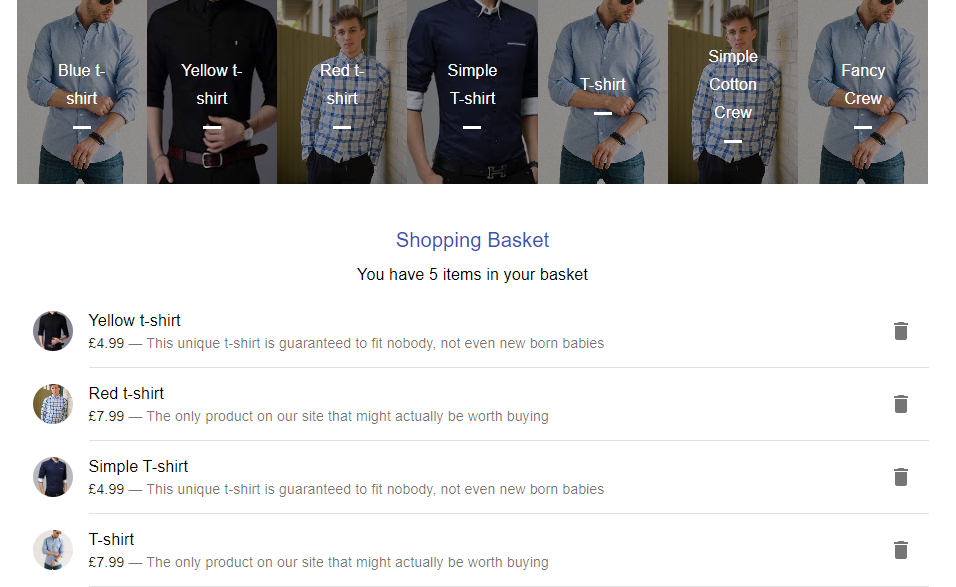 Blue t-
shirt
Yellow t-
shirt
Red t-
shirt
Simple
T-shirt
T-shirt
Simple
Cotton
Crew
Fancy
Crew
Shopping Basket
You have 5 items in your basket
Yellow t-shirt
£4.99 — This unique t-shirt is guaranteed to fit nobody, not even new born babies
Red t-shirt
£7.99 — The only product on our site that might actually be worth buying
Simple T-shirt
£4.99 — This unique t-shirt is guaranteed to fit nobody, not even new born babies
T-shirt
£7.99 — The only product on our site that might actually be worth buying